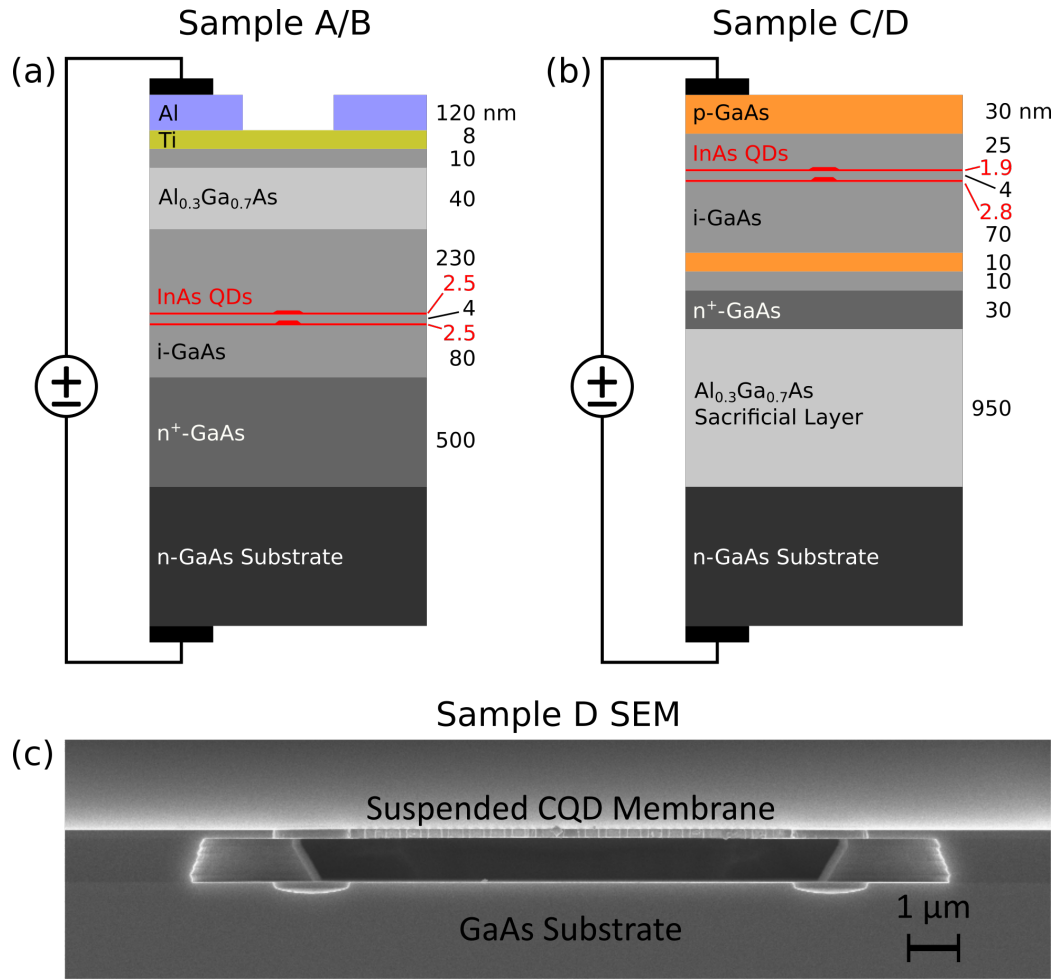 Sample A/B
(a)
Al
120 nm
Ti
8
10
Al0.3Ga0.7As
40
230
InAs QDs
2.5
4
2.5
i-GaAs
80
n+-GaAs
500
n-GaAs Substrate
Sample C/D
(b)
p-GaAs
30 nm
25
InAs QDs
1.9
4
2.8
i-GaAs
70
10
10
n+-GaAs
30
Al0.3Ga0.7As
Sacrificial Layer
950
n-GaAs Substrate
Sample D SEM
(c)
Suspended CQD Membrane
GaAs Substrate
1 µm